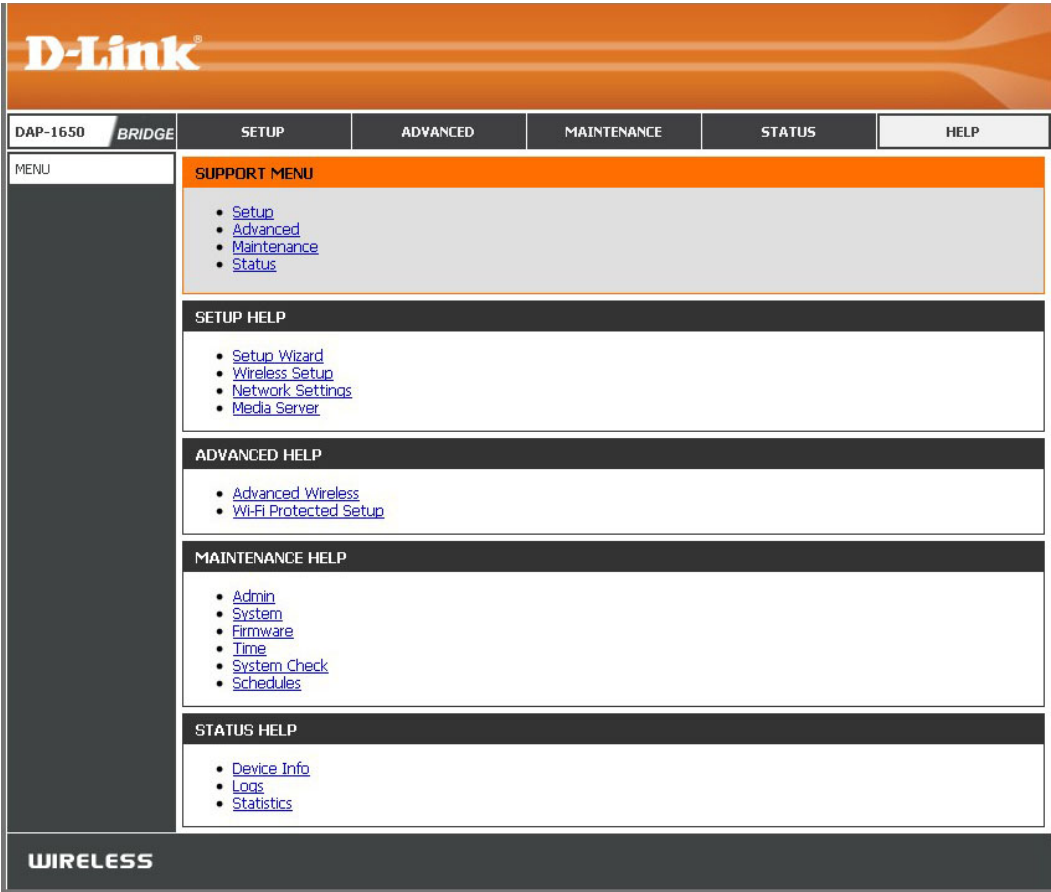 D-Link®
DAP-1650 BRIDGE SETUP ADVANCED MAINTENANCE STATUS HELP
MENU
SUPPORT MENU
Setup
Advanced
Maintenance
Status
SETUP HELP
Setup Wizard
Wireless Setup
Network Settings
Media Server
ADVANCED HELP
Advanced Wireless
Wi-Fi Protected Setup
MAINTENANCE HELP
Admin
System
Firmware
Time
System Check
Schedules
STATUS HELP
Device Info
Logs
Statistics
WIRELESS